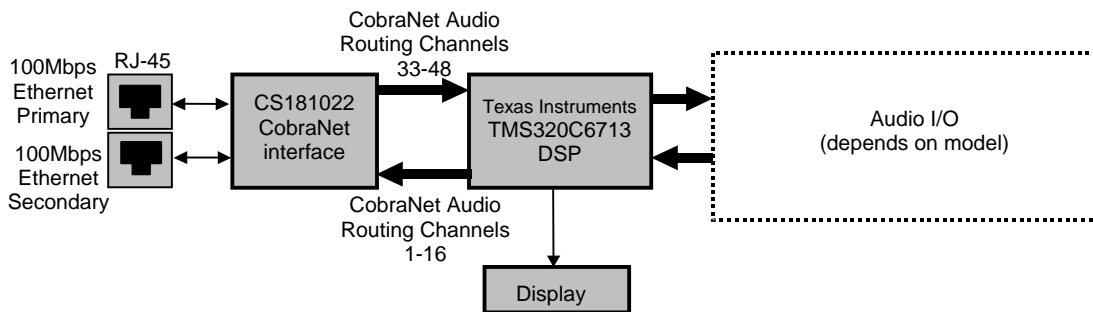 100Mbps
Ethernet
Primary
RJ-45
100Mbps
Ethernet
Secondary
CS181022
CobraNet
interface
CobraNet Audio
Routing Channels
33-48
CobraNet Audio
Routing Channels
1-16
Texas Instruments
TMS320C6713
DSP
Display
Audio I/O
(depends on model)